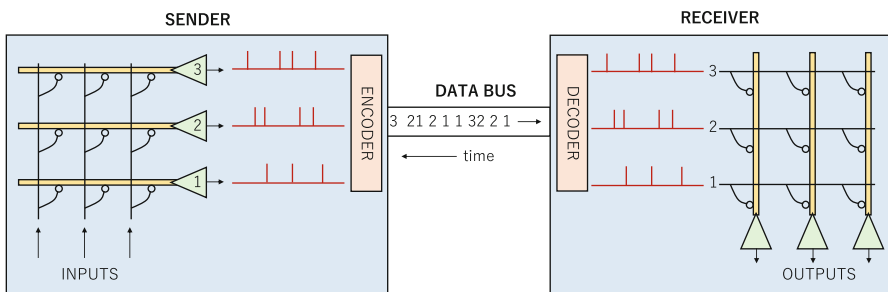 SENDER
RECEIVER
3
2
1
ENCODER
DATA BUS
3 21 2 1 1 32 2 1
time
DECODER
3
2
1
INPUTS
OUTPUTS